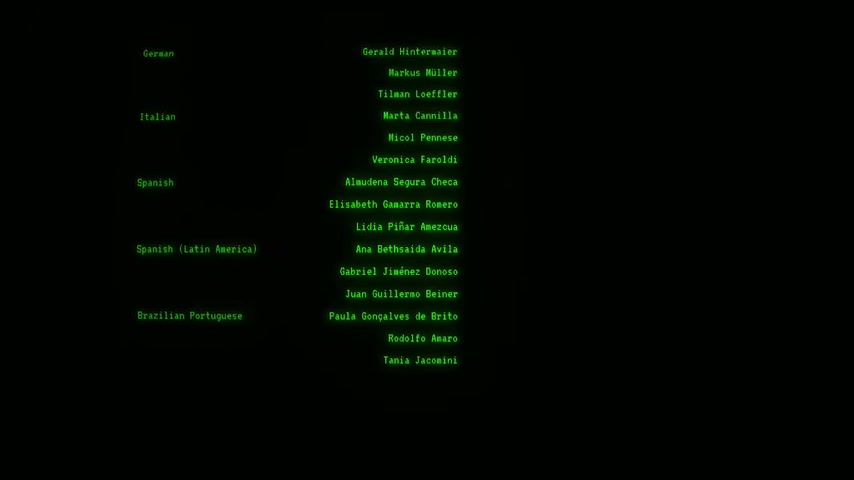 German Gerald Hintermaier
Markus Müller
Tilman Loeffler
Italian Marta Cannilla
Micol Pennese
Veronica Faroldi
Spanish Almudena Segura Checa
Elisabeth Gamarra Romero
Lidia Piñar Amezcua
Spanish (Latin America) Ana Bethsaida Avila
Gabriel Jiménez Donoso
Juan Guillermo Beiner
Brazilian Portuguese Paula Gonçalves de Brito
Rodolfo Amaro
Tania Jacomini